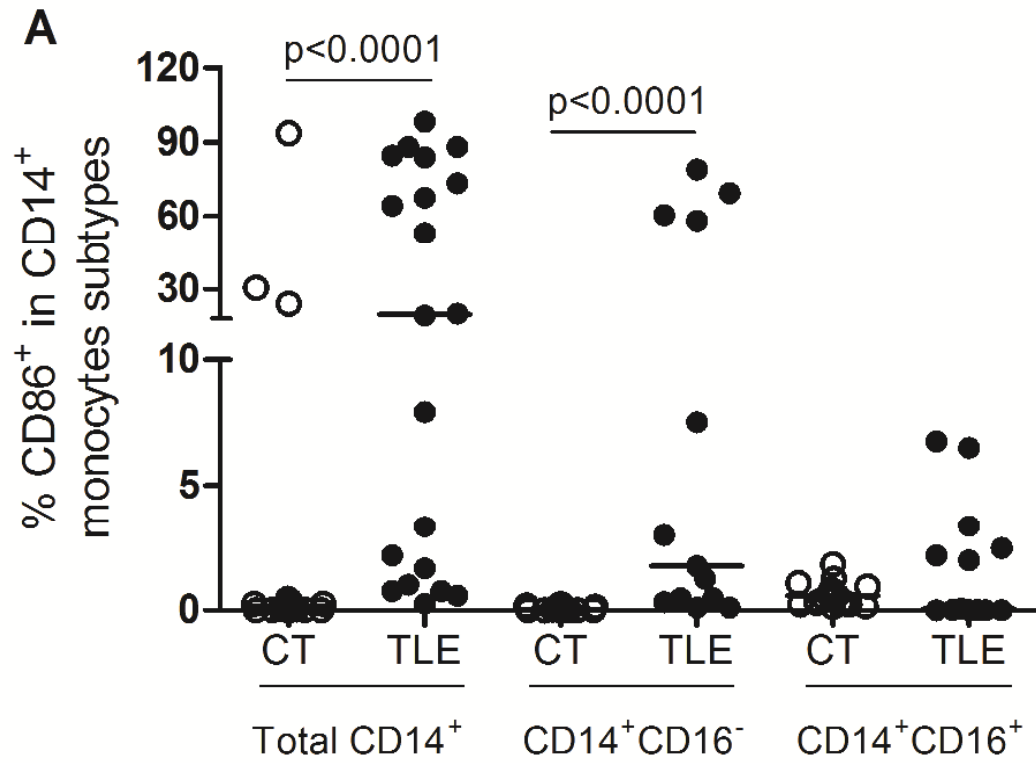 A
p<0.0001
p<0.0001
% CD86⁺ in CD14⁺
monocytes subtypes
120
90
60
30
10
5
0
CT TLE CT TLE CT TLE
Total CD14⁺ CD14⁺CD16⁻ CD14⁺CD16⁺